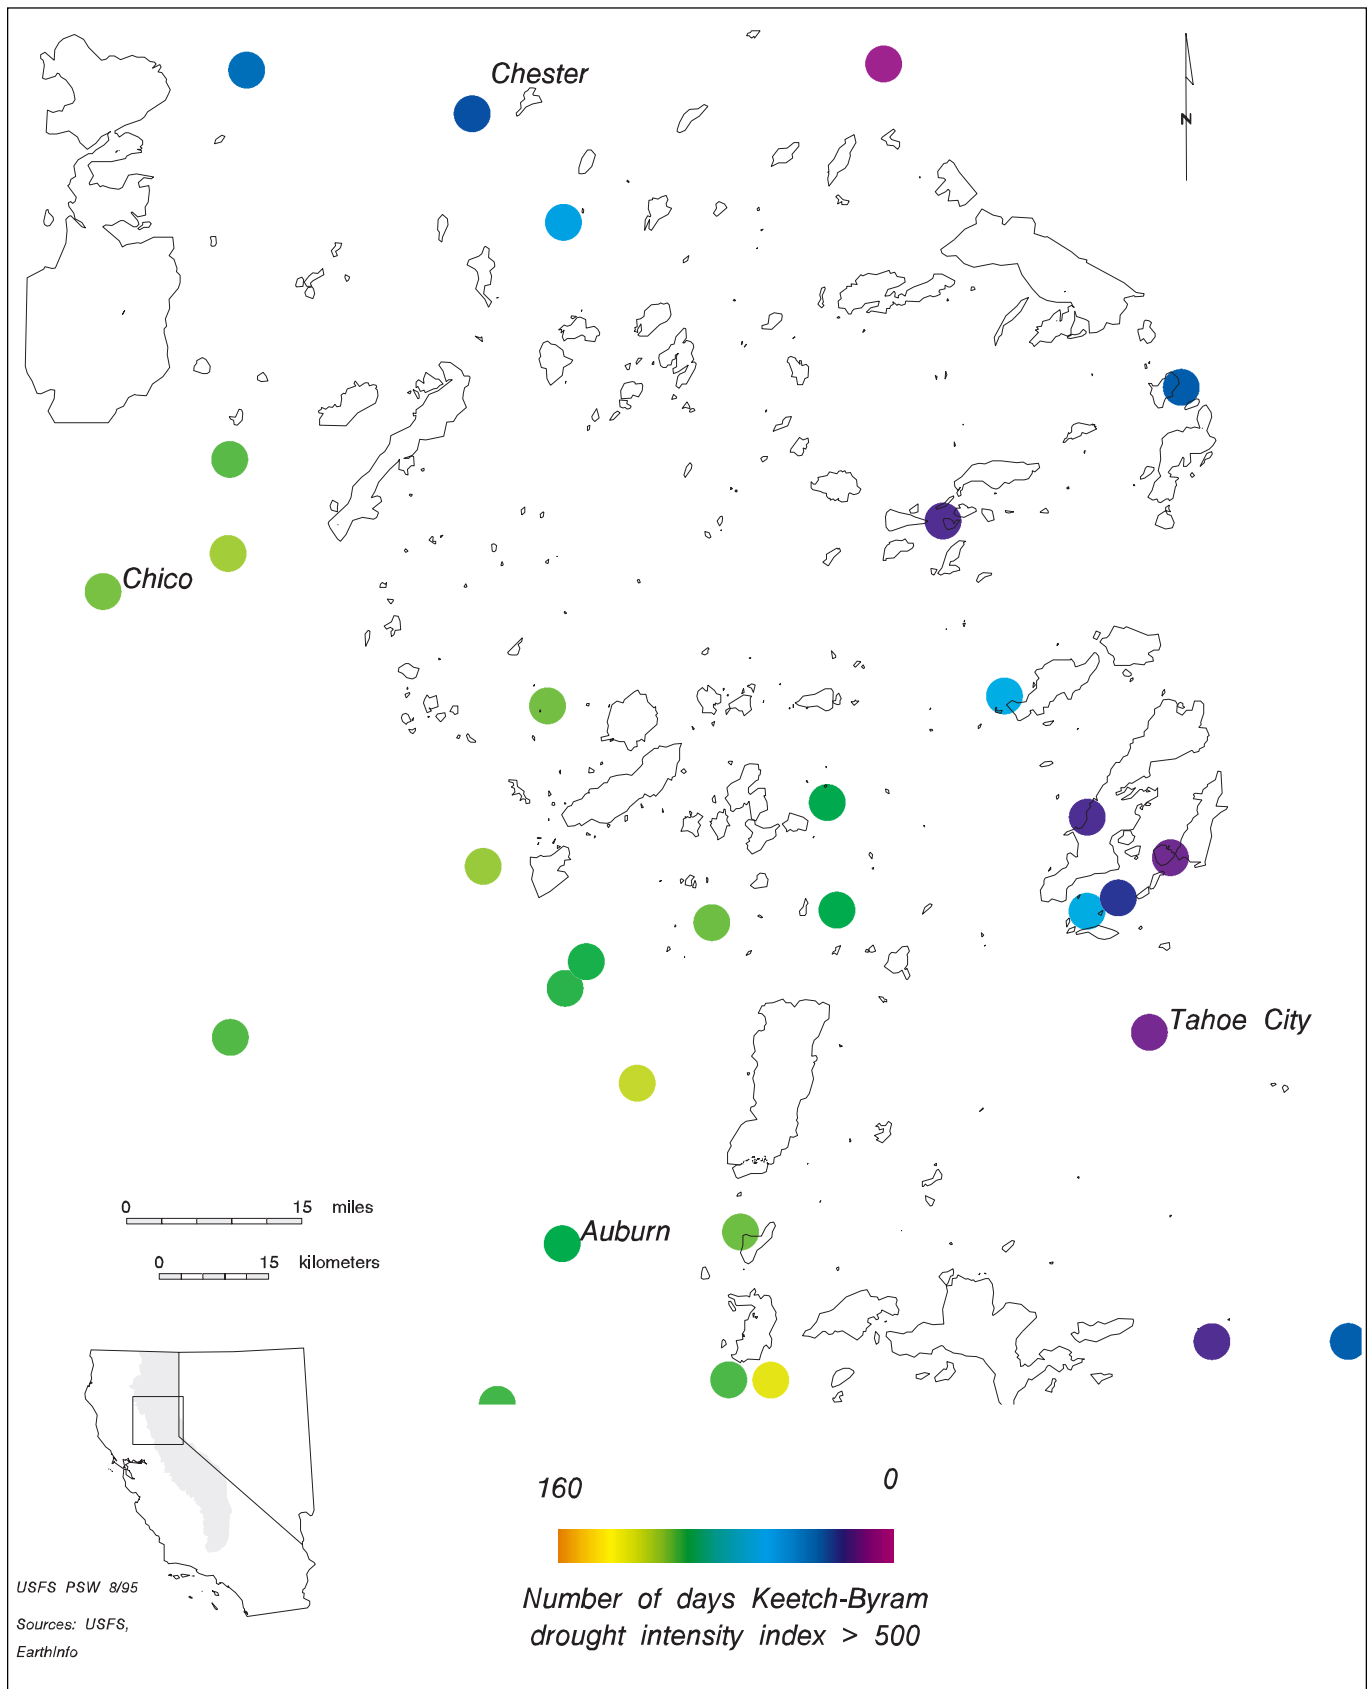 Chester
N
Chico
Tahoe City
0 15 miles
Auburn
0 15 kilometers
160 0
USFS PSW 8/95
Sources: USFS,
EarthInfo
Number of days Keetch-Byram
drought intensity index > 500